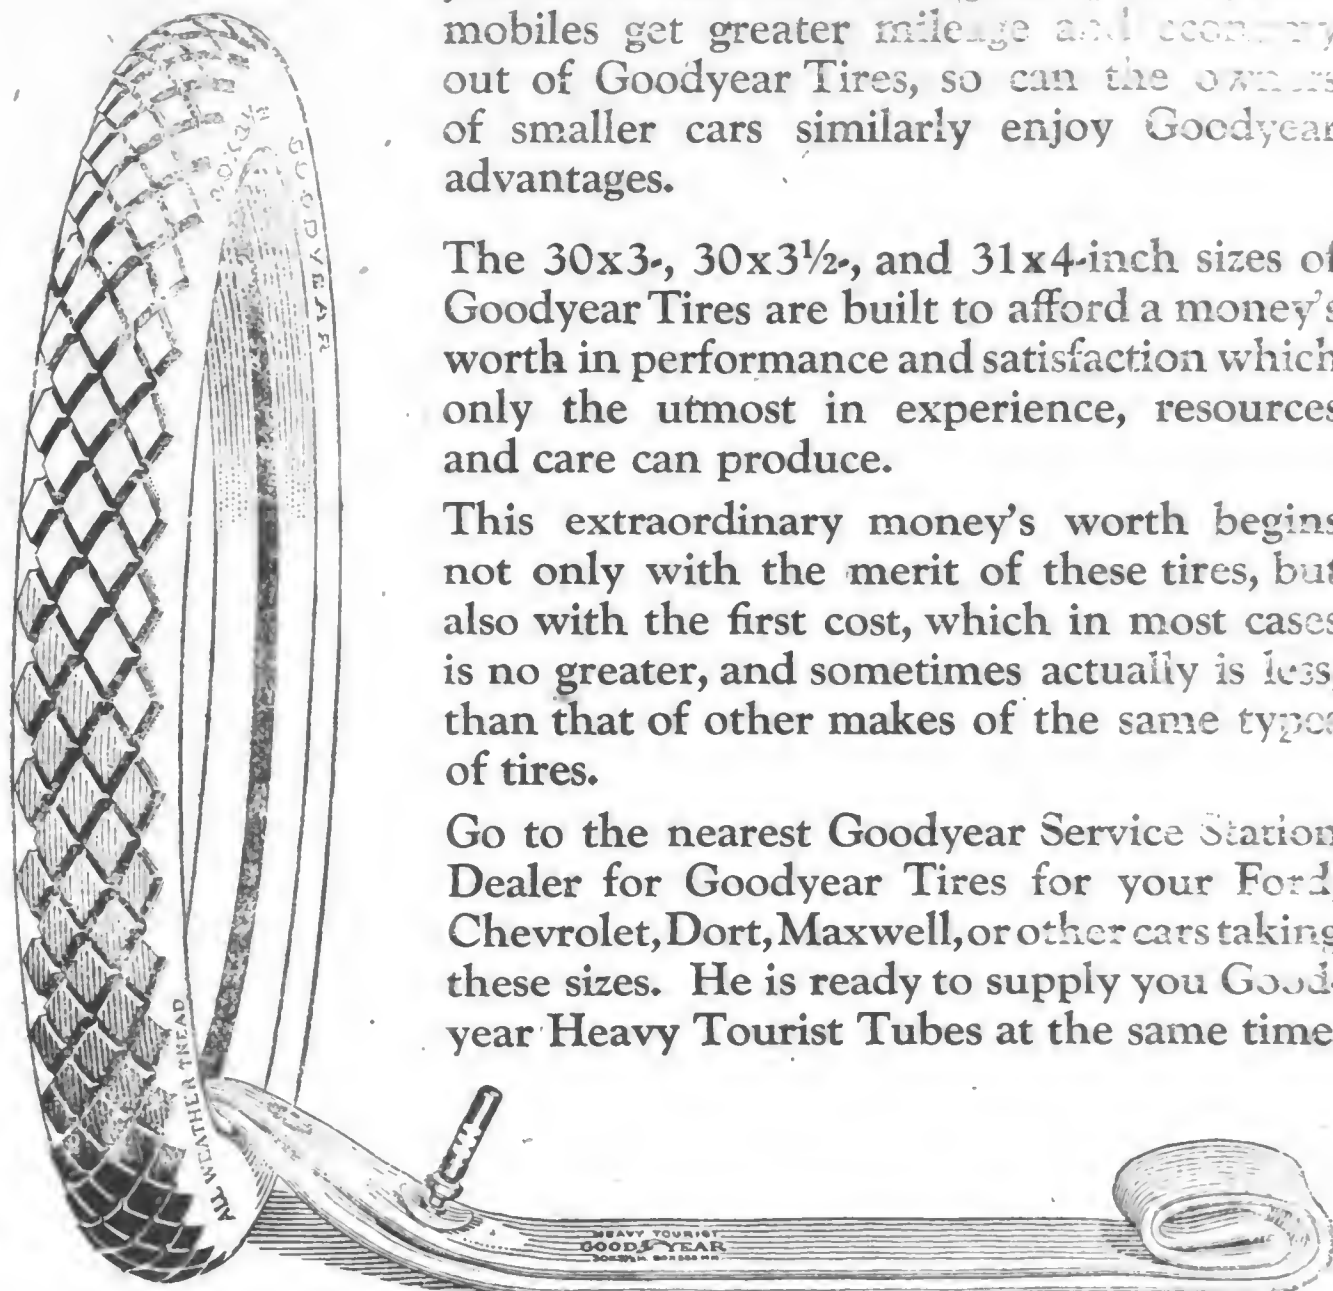 mobiles get greater mileage and economy
out of Goodyear Tires, so can the owners
of smaller cars similarly enjoy Goodyear
advantages.
The 30x3-, 30x3½-, and 31x4-inch sizes of
Goodyear Tires are built to afford a money's
worth in performance and satisfaction which
only the utmost in experience, resources
and care can produce.
This extraordinary money's worth begins
not only with the merit of these tires, but
also with the first cost, which in most cases
is no greater, and sometimes actually is less,
than that of other makes of the same types
of tires.
Go to the nearest Goodyear Service Station
Dealer for Goodyear Tires for your Ford,
Chevrolet, Dort, Maxwell, or other cars taking
these sizes. He is ready to supply you Good-
year Heavy Tourist Tubes at the same time
GOODYEAR
ALL WEATHER TREAD
HEAVY TOURIST
GOODYEAR